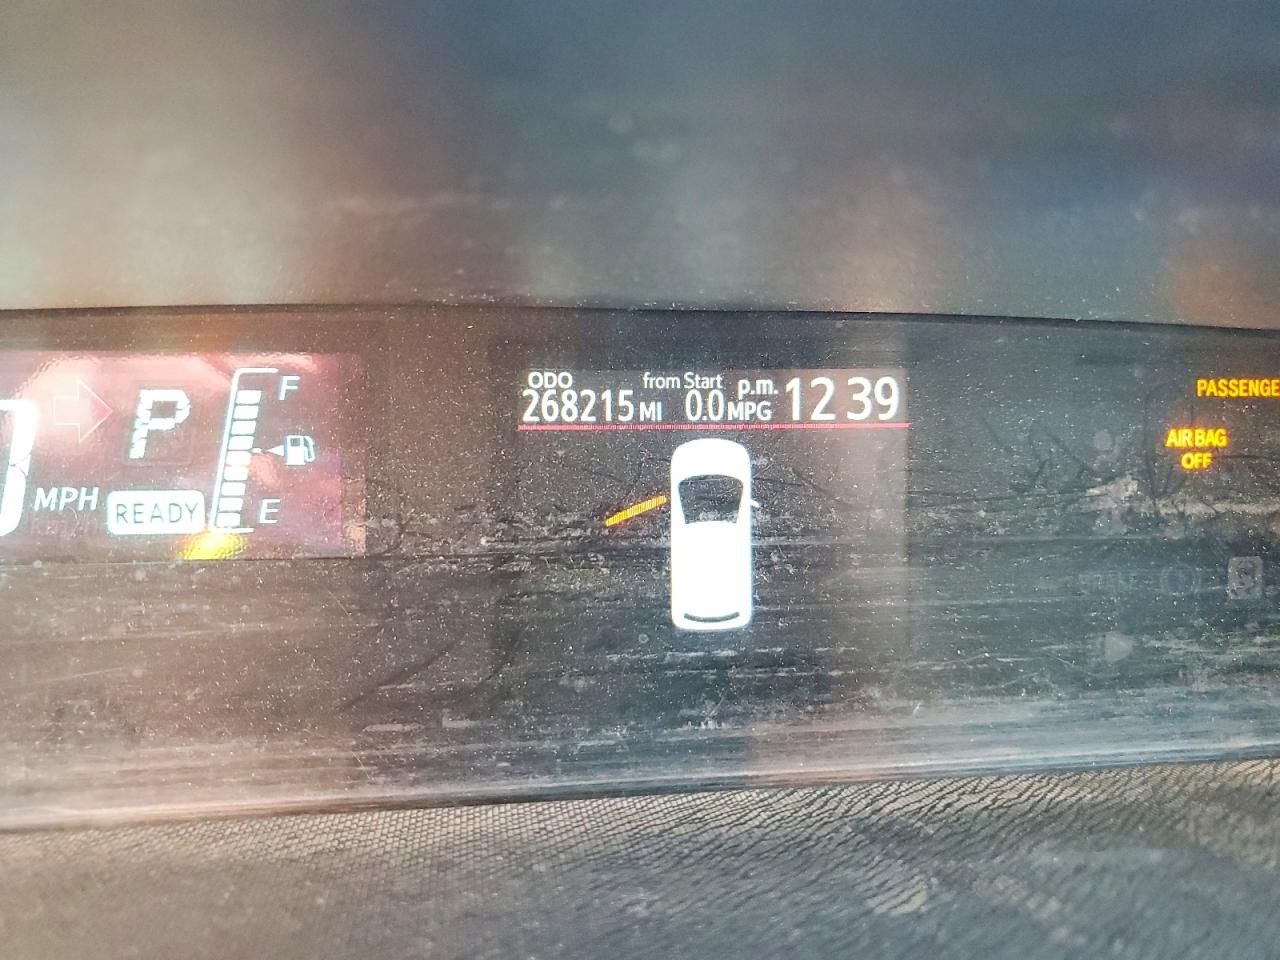 ODO from Start p.m. 12 39
268215 MI 0.0 MPG
P
F
MPH
READY
E
PASSENGE
AIR BAG
OFF